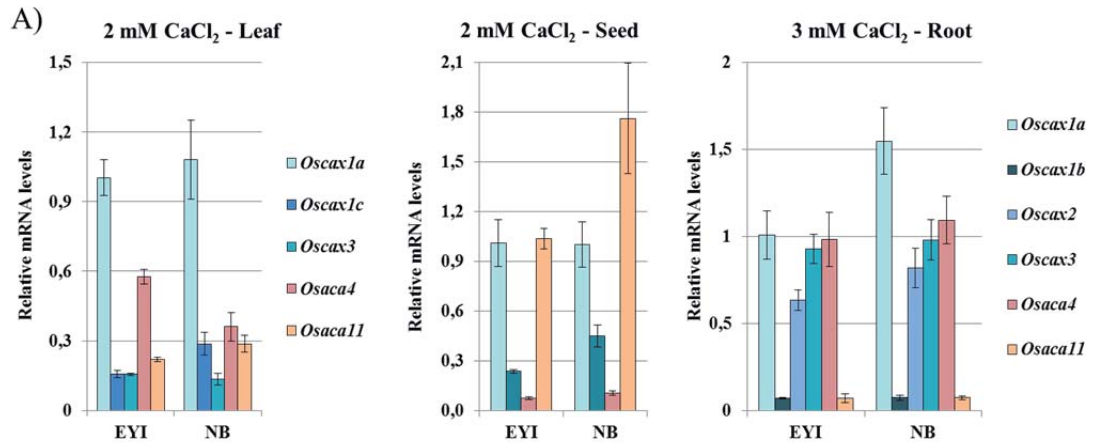 A)
2 mM CaCl₂ - Leaf
Relative mRNA levels
1,5
1,2
0,9
0,6
0,3
0
EYI
NB
Oscax1a
Oscax1c
Oscax3
Osaca4
Osaca11
2 mM CaCl₂ - Seed
Relative mRNA levels
2,1
1.8
1.5
1.2
0.9
0.6
0.3
0,0
EYI
NB
3 mM CaCl₂ - Root
Relative mRNA levels
2
1,5
1
0,5
0
EYI
NB
Oscax1a
Oscax1b
Oscax2
Oscax3
Osaca4
Osaca11